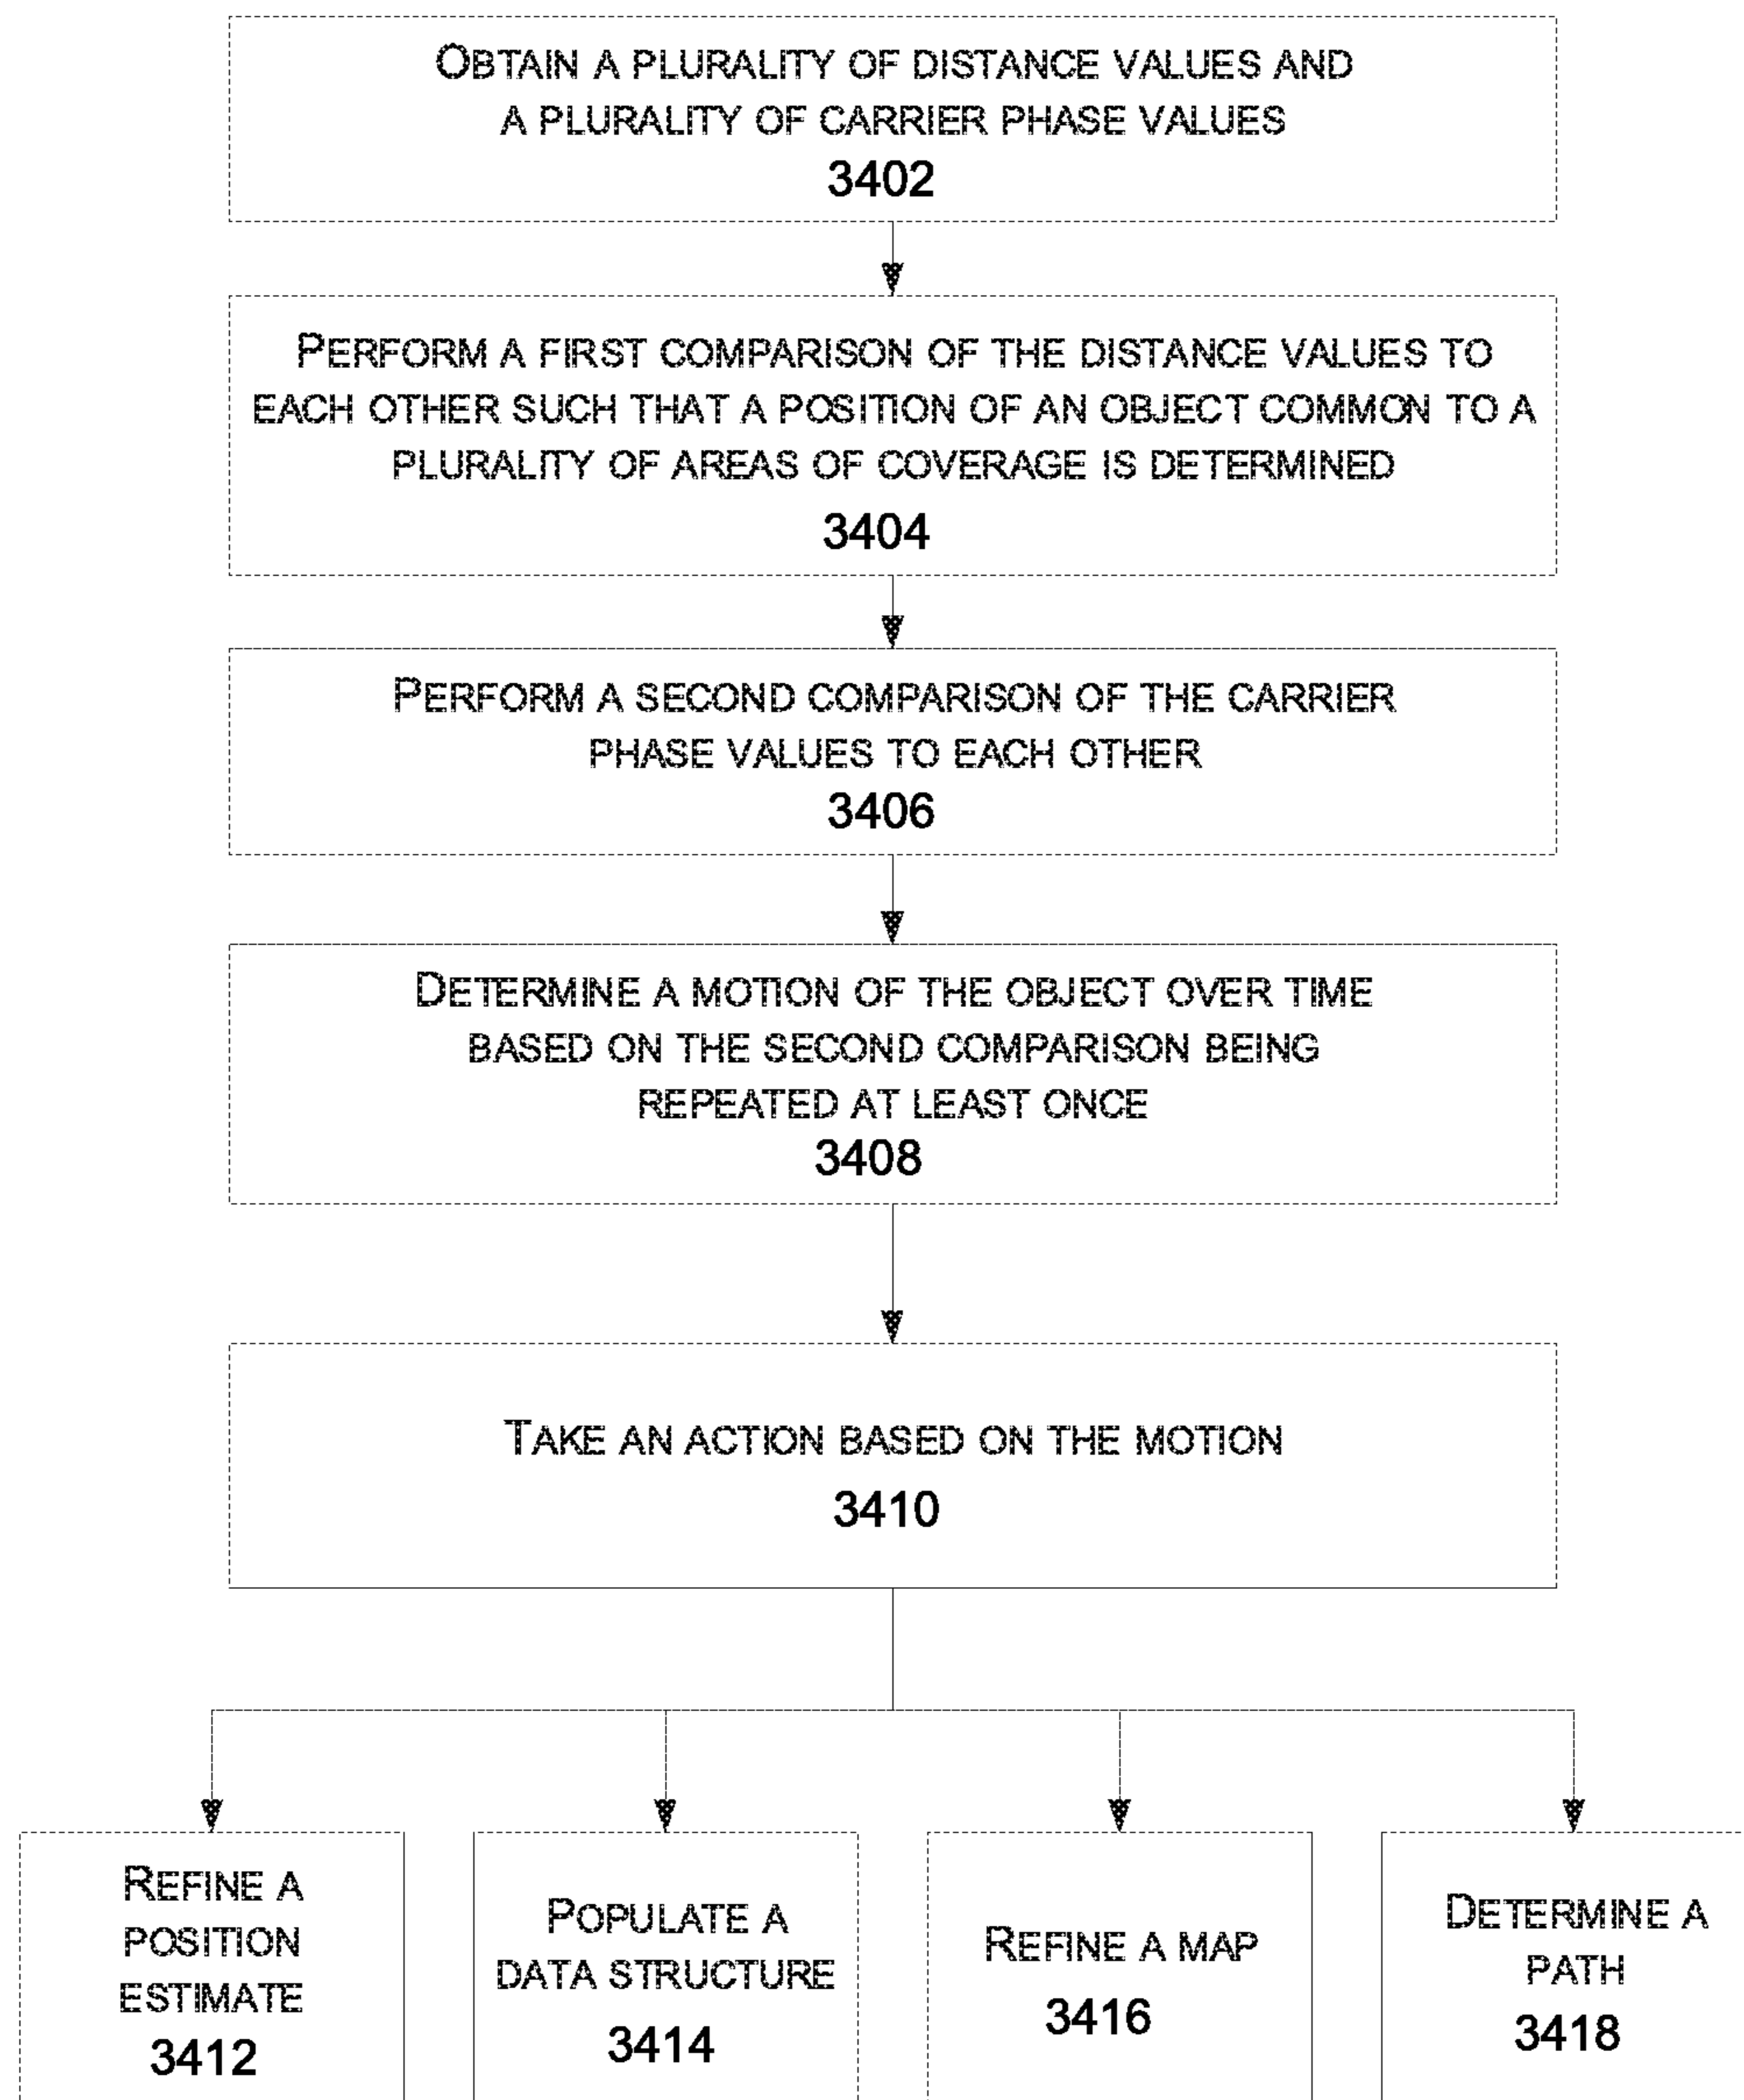 OBTAIN A PLURALITY OF DISTANCE VALUES AND
A PLURALITY OF CARRIER PHASE VALUES
3402
PERFORM A FIRST COMPARISON OF THE DISTANCE VALUES TO
EACH OTHER SUCH THAT A POSITION OF AN OBJECT COMMON TO A
PLURALITY OF AREAS OF COVERAGE IS DETERMINED
3404
PERFORM A SECOND COMPARISON OF THE CARRIER
PHASE VALUES TO EACH OTHER
3406
DETERMINE A MOTION OF THE OBJECT OVER TIME
BASED ON THE SECOND COMPARISON BEING
REPEATED AT LEAST ONCE
3408
TAKE AN ACTION BASED ON THE MOTION
3410
REFINE A
POSITION
ESTIMATE
3412
POPULATE A
DATA STRUCTURE
3414
REFINE A MAP
3416
DETERMINE A
PATH
3418